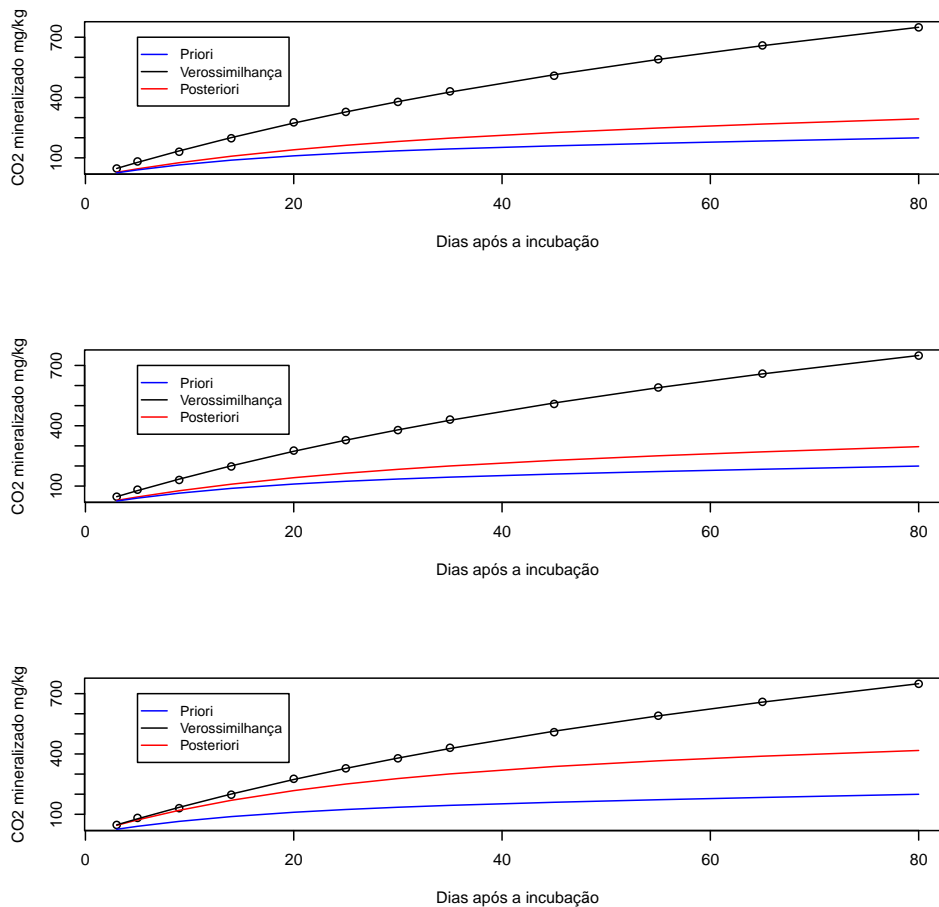 CO2 mineralizado mg/kg
700
400
100
Priori
Verossimilhança
Posteriori
0
20
40
60
80
Dias após a incubação
CO2 mineralizado mg/kg
700
400
100
Priori
Verossimilhança
Posteriori
0
20
40
60
80
Dias após a incubação
CO2 mineralizado mg/kg
700
400
100
Priori
Verossimilhança
Posteriori
0
20
40
60
80
Dias após a incubação